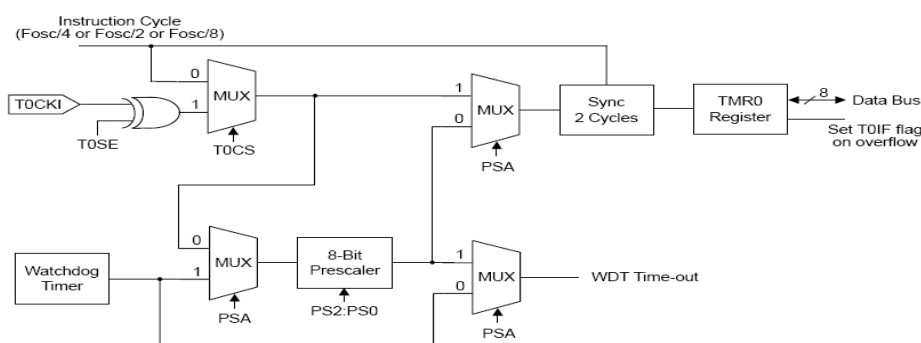 Instruction Cycle
(Fosc/4 or Fosc/2 or Fosc/8)
0
MUX
1
T0CKI
T0SE
T0CS
1
MUX
0
PSA
Sync
2 Cycles
TMR0
Register
8
Data Bus
Set T0IF flag
on overflow
Watchdog
Timer
0
MUX
1
PSA
8-Bit
Prescaler
PS2:PS0
1
MUX
0
PSA
WDT Time-out